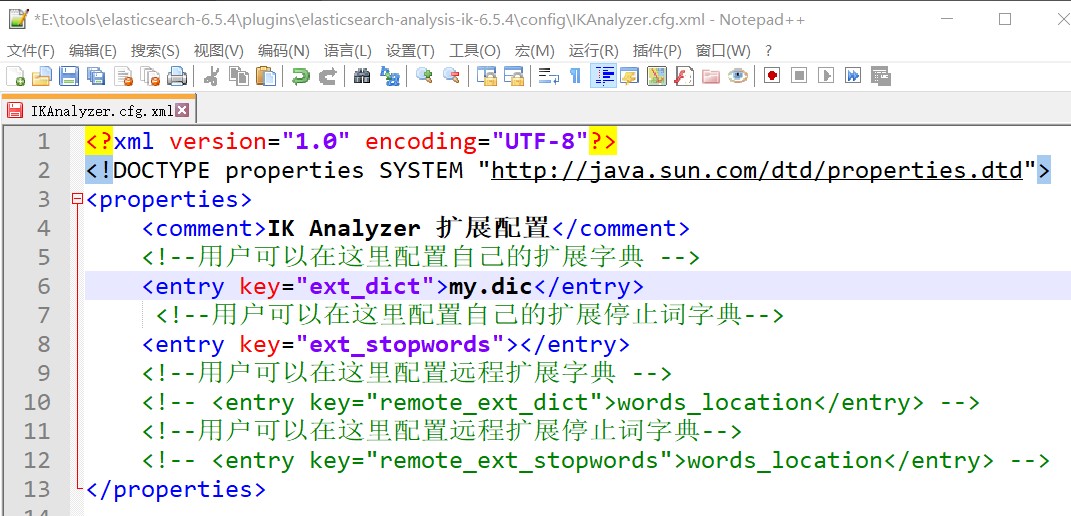 *E:\tools\elasticsearch-6.5.4\plugins\elasticsearch-analysis-ik-6.5.4\config\IKAnalyzer.cfg.xml - Notepad++
文件(F) 编辑(E) 搜索(S) 视图(V) 编码(N) 语言(L) 设置(T) 工具(O) 宏(M) 运行(R) 插件(P) 窗口(W) ?
IKAnalyzer.cfg.xml
1 <?xml version="1.0" encoding="UTF-8"?>
2 <!DOCTYPE properties SYSTEM "http://java.sun.com/dtd/properties.dtd">
3 <properties>
4 <comment>IK Analyzer 扩展配置</comment>
5 <!--用户可以在这里配置自己的扩展字典 -->
6 <entry key="ext_dict">my.dic</entry>
7 <!--用户可以在这里配置自己的扩展停止词字典-->
8 <entry key="ext_stopwords"></entry>
9 <!--用户可以在这里配置远程扩展字典 -->
10 <!-- <entry key="remote_ext_dict">words_location</entry> -->
11 <!--用户可以在这里配置远程扩展停止词字典-->
12 <!-- <entry key="remote_ext_stopwords">words_location</entry> -->
13 </properties>
14